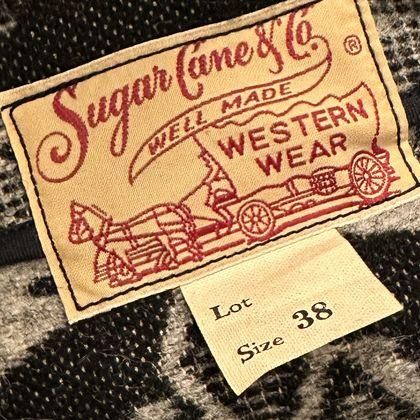 Sugar Cane & Co.
®
WELL MADE
WESTERN
WEAR
Lot
Size 38